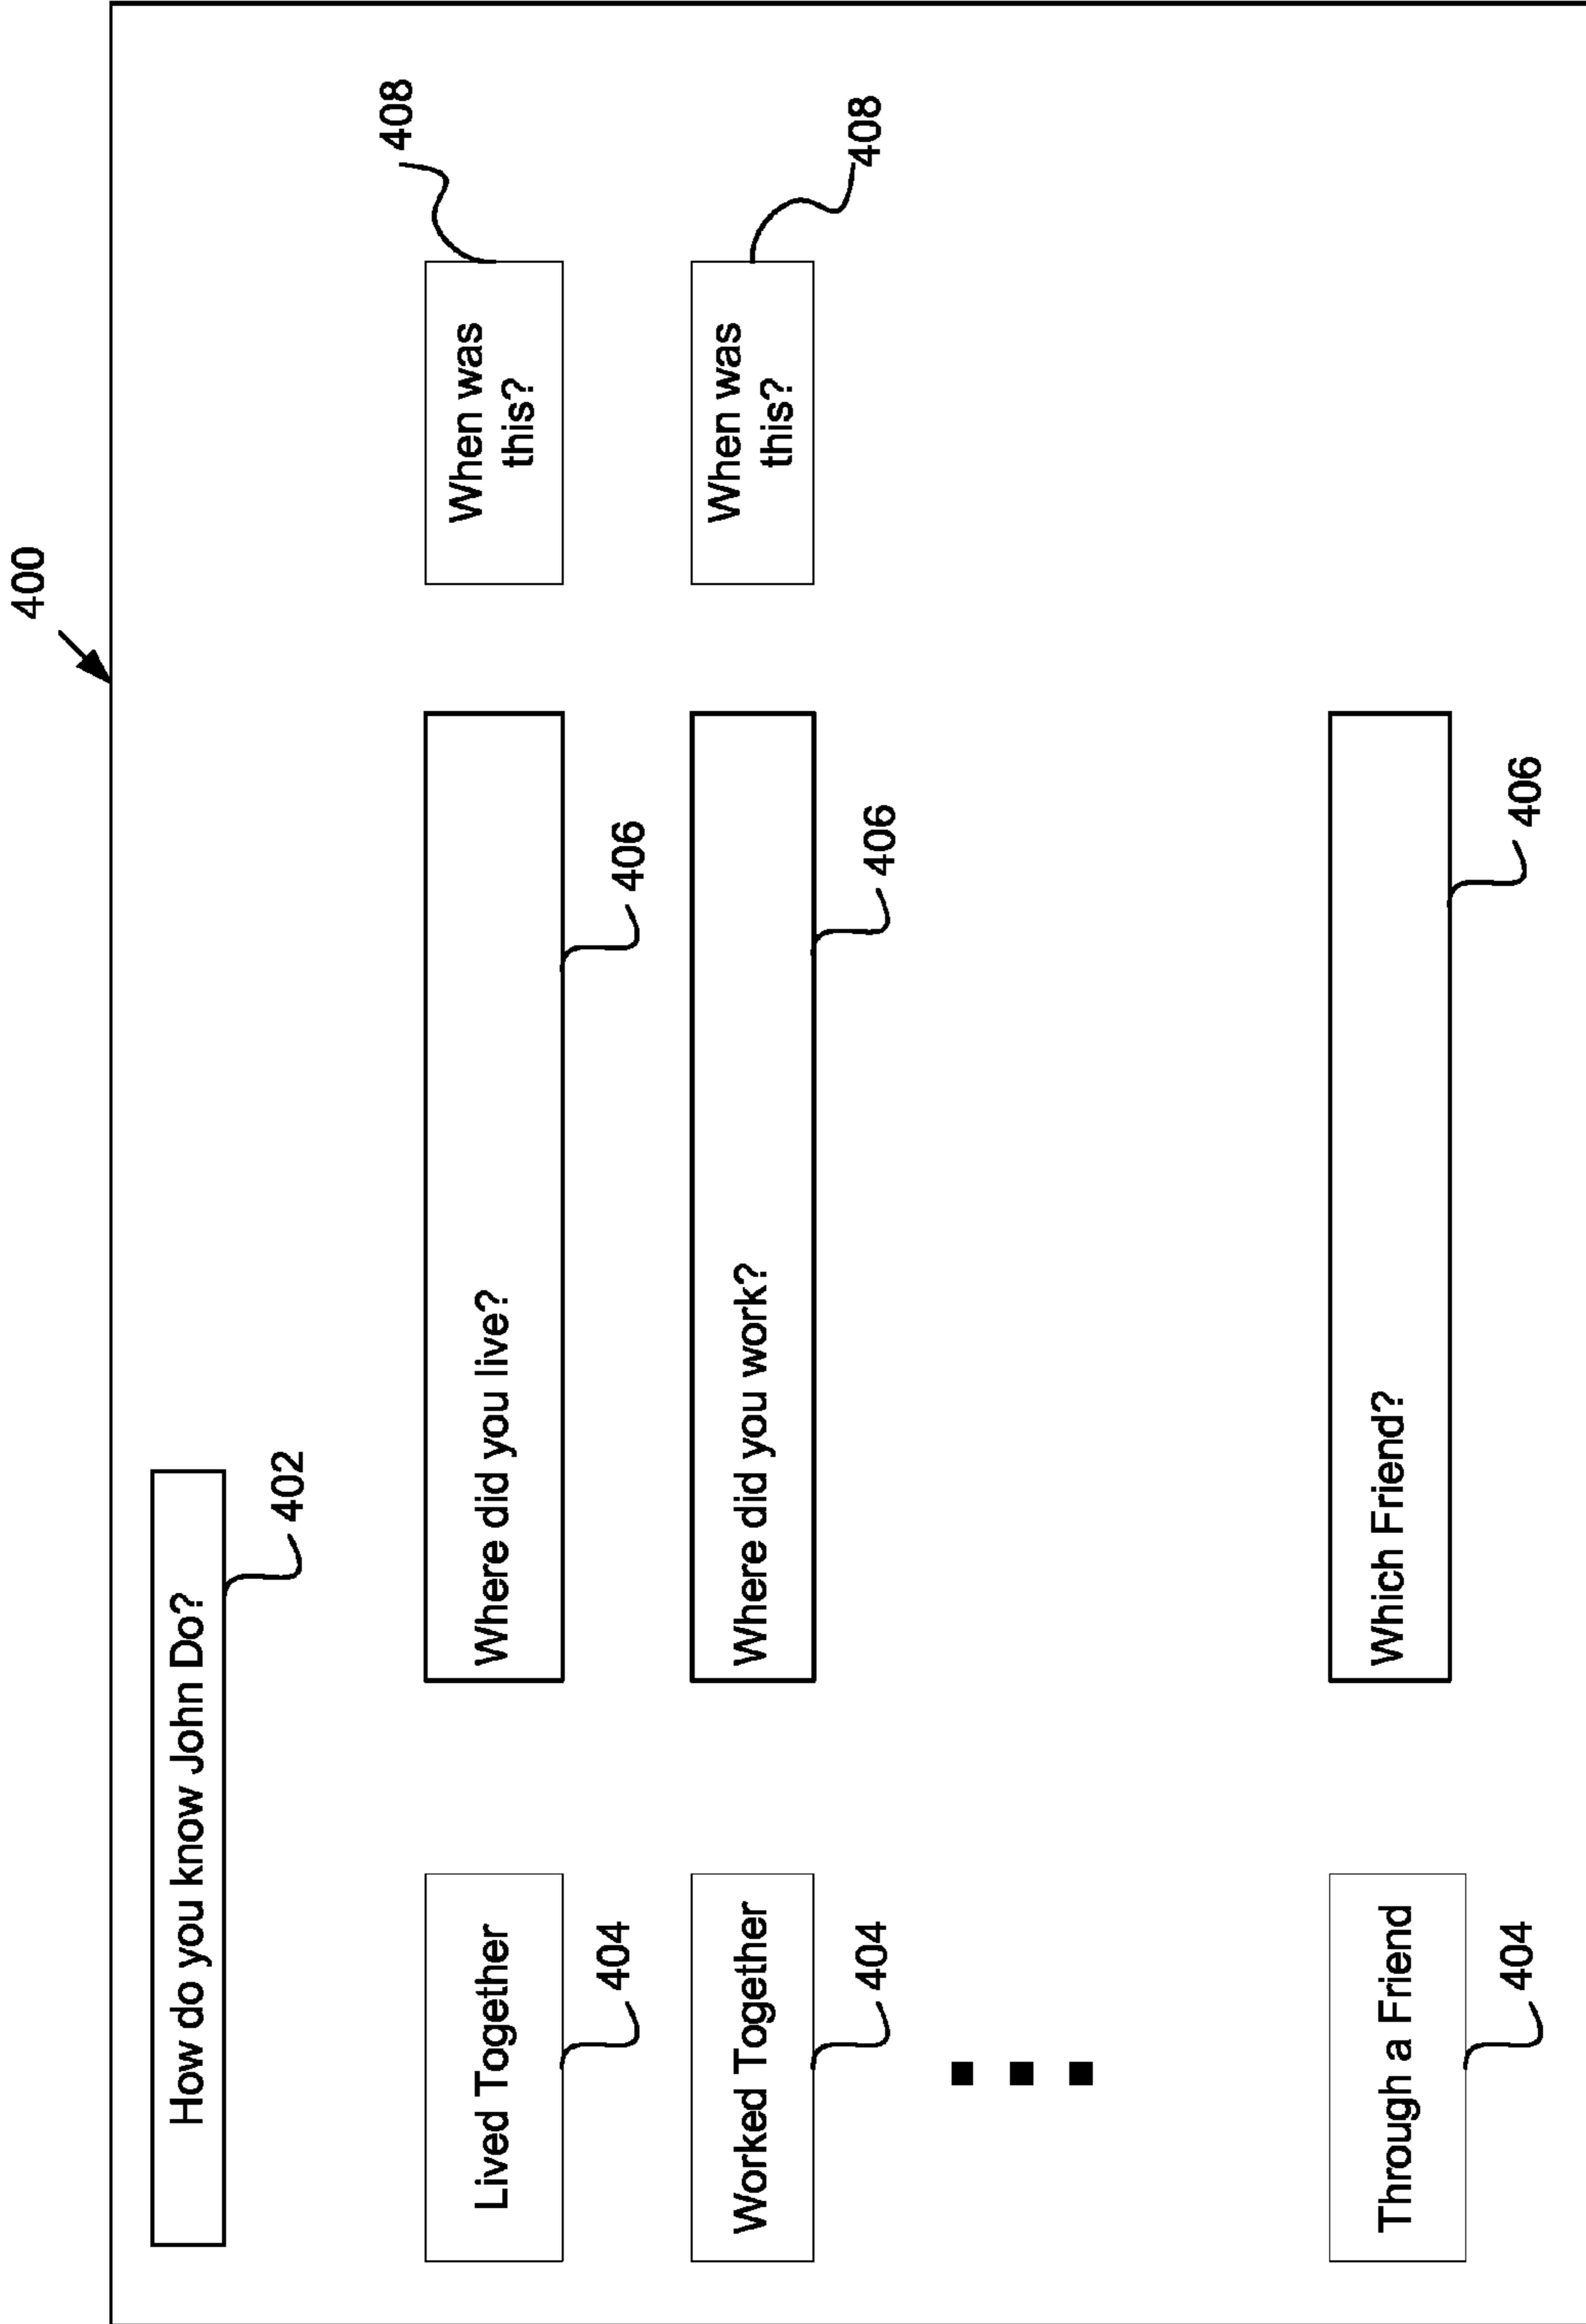 400
How do you know John Do?
402
Lived Together
404
Where did you live?
406
When was
this?
408
Worked Together
404
Where did you work?
406
When was
this?
408
Through a Friend
404
Which Friend?
406